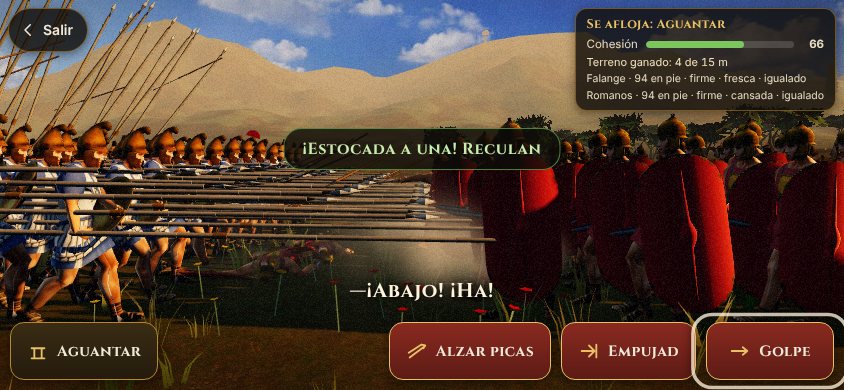 Salir
Se afloja: Aguantar
Cohesión 66
Terreno ganado: 4 de 15 m
Falange · 94 en pie · firme · fresca · igualado
Romanos · 94 en pie · firme · cansada · igualado
¡Estocada a una! Reculan
—¡Abajo! ¡Ha!
Aguantar
Alzar picas
Empujad
Golpe